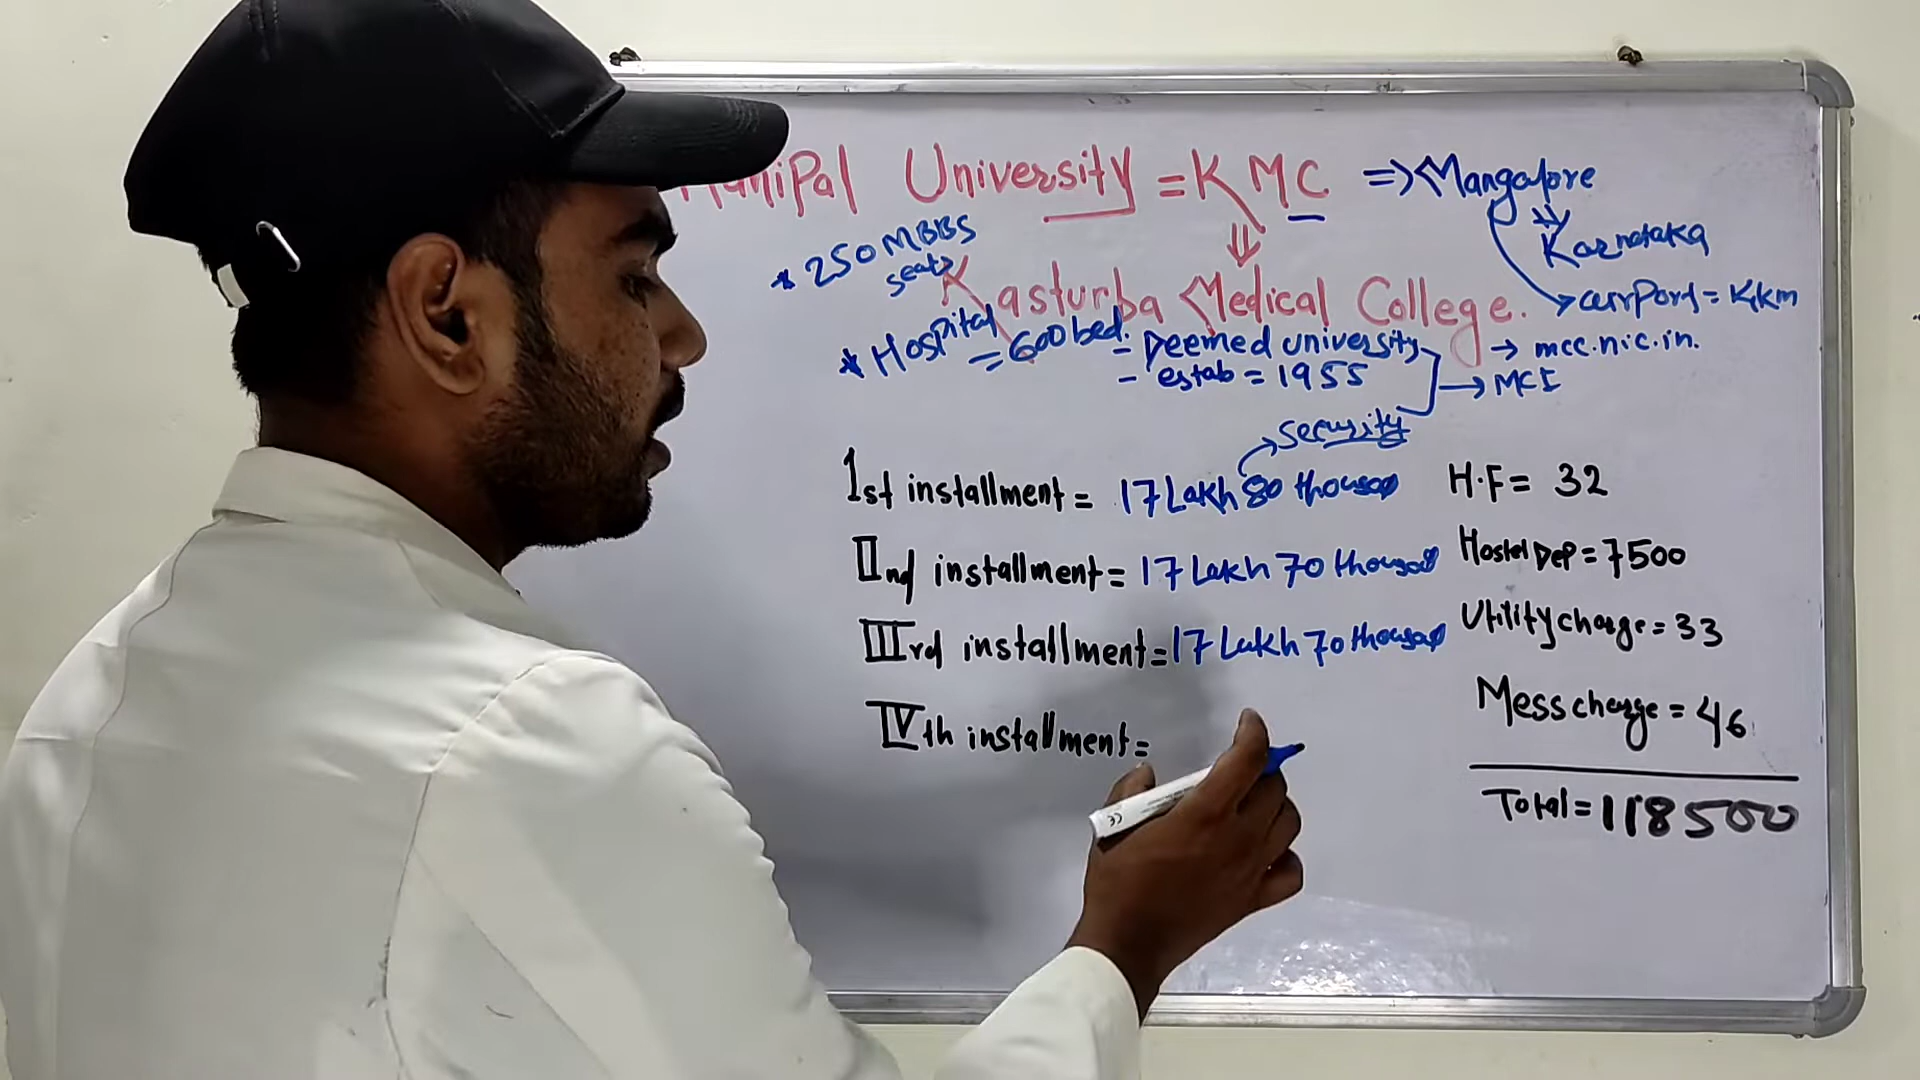 Manipal University = KMC => Mangalore
Karnataka
* 250 MBBS
seats
Kasturba Medical College.
airport = 4km
* Hospital
= 600 bed.
- Deemed university
- estab = 1955
→ mcc.nic.in.
→ MCI
security
1st installment = 17 Lakh 80 thousand
H.F = 32
IInd installment = 17 Lakh 70 thousand
Hostel Dep = 7500
IIIrd installment = 17 Lakh 70 thousand
Utility charge = 33
IVth installment =
Mess charge = 46
Total = 118500
CE